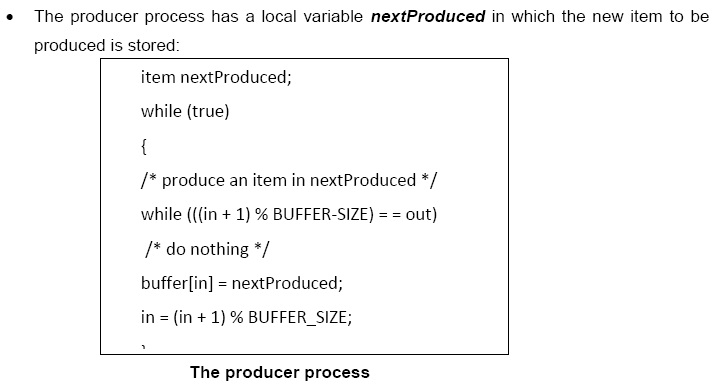 • The producer process has a local variable nextProduced in which the new item to be
produced is stored:
item nextProduced;
while (true)
{
/* produce an item in nextProduced */
while (((in + 1) % BUFFER-SIZE) = = out)
/* do nothing */
buffer[in] = nextProduced;
in = (in + 1) % BUFFER_SIZE;
The producer process